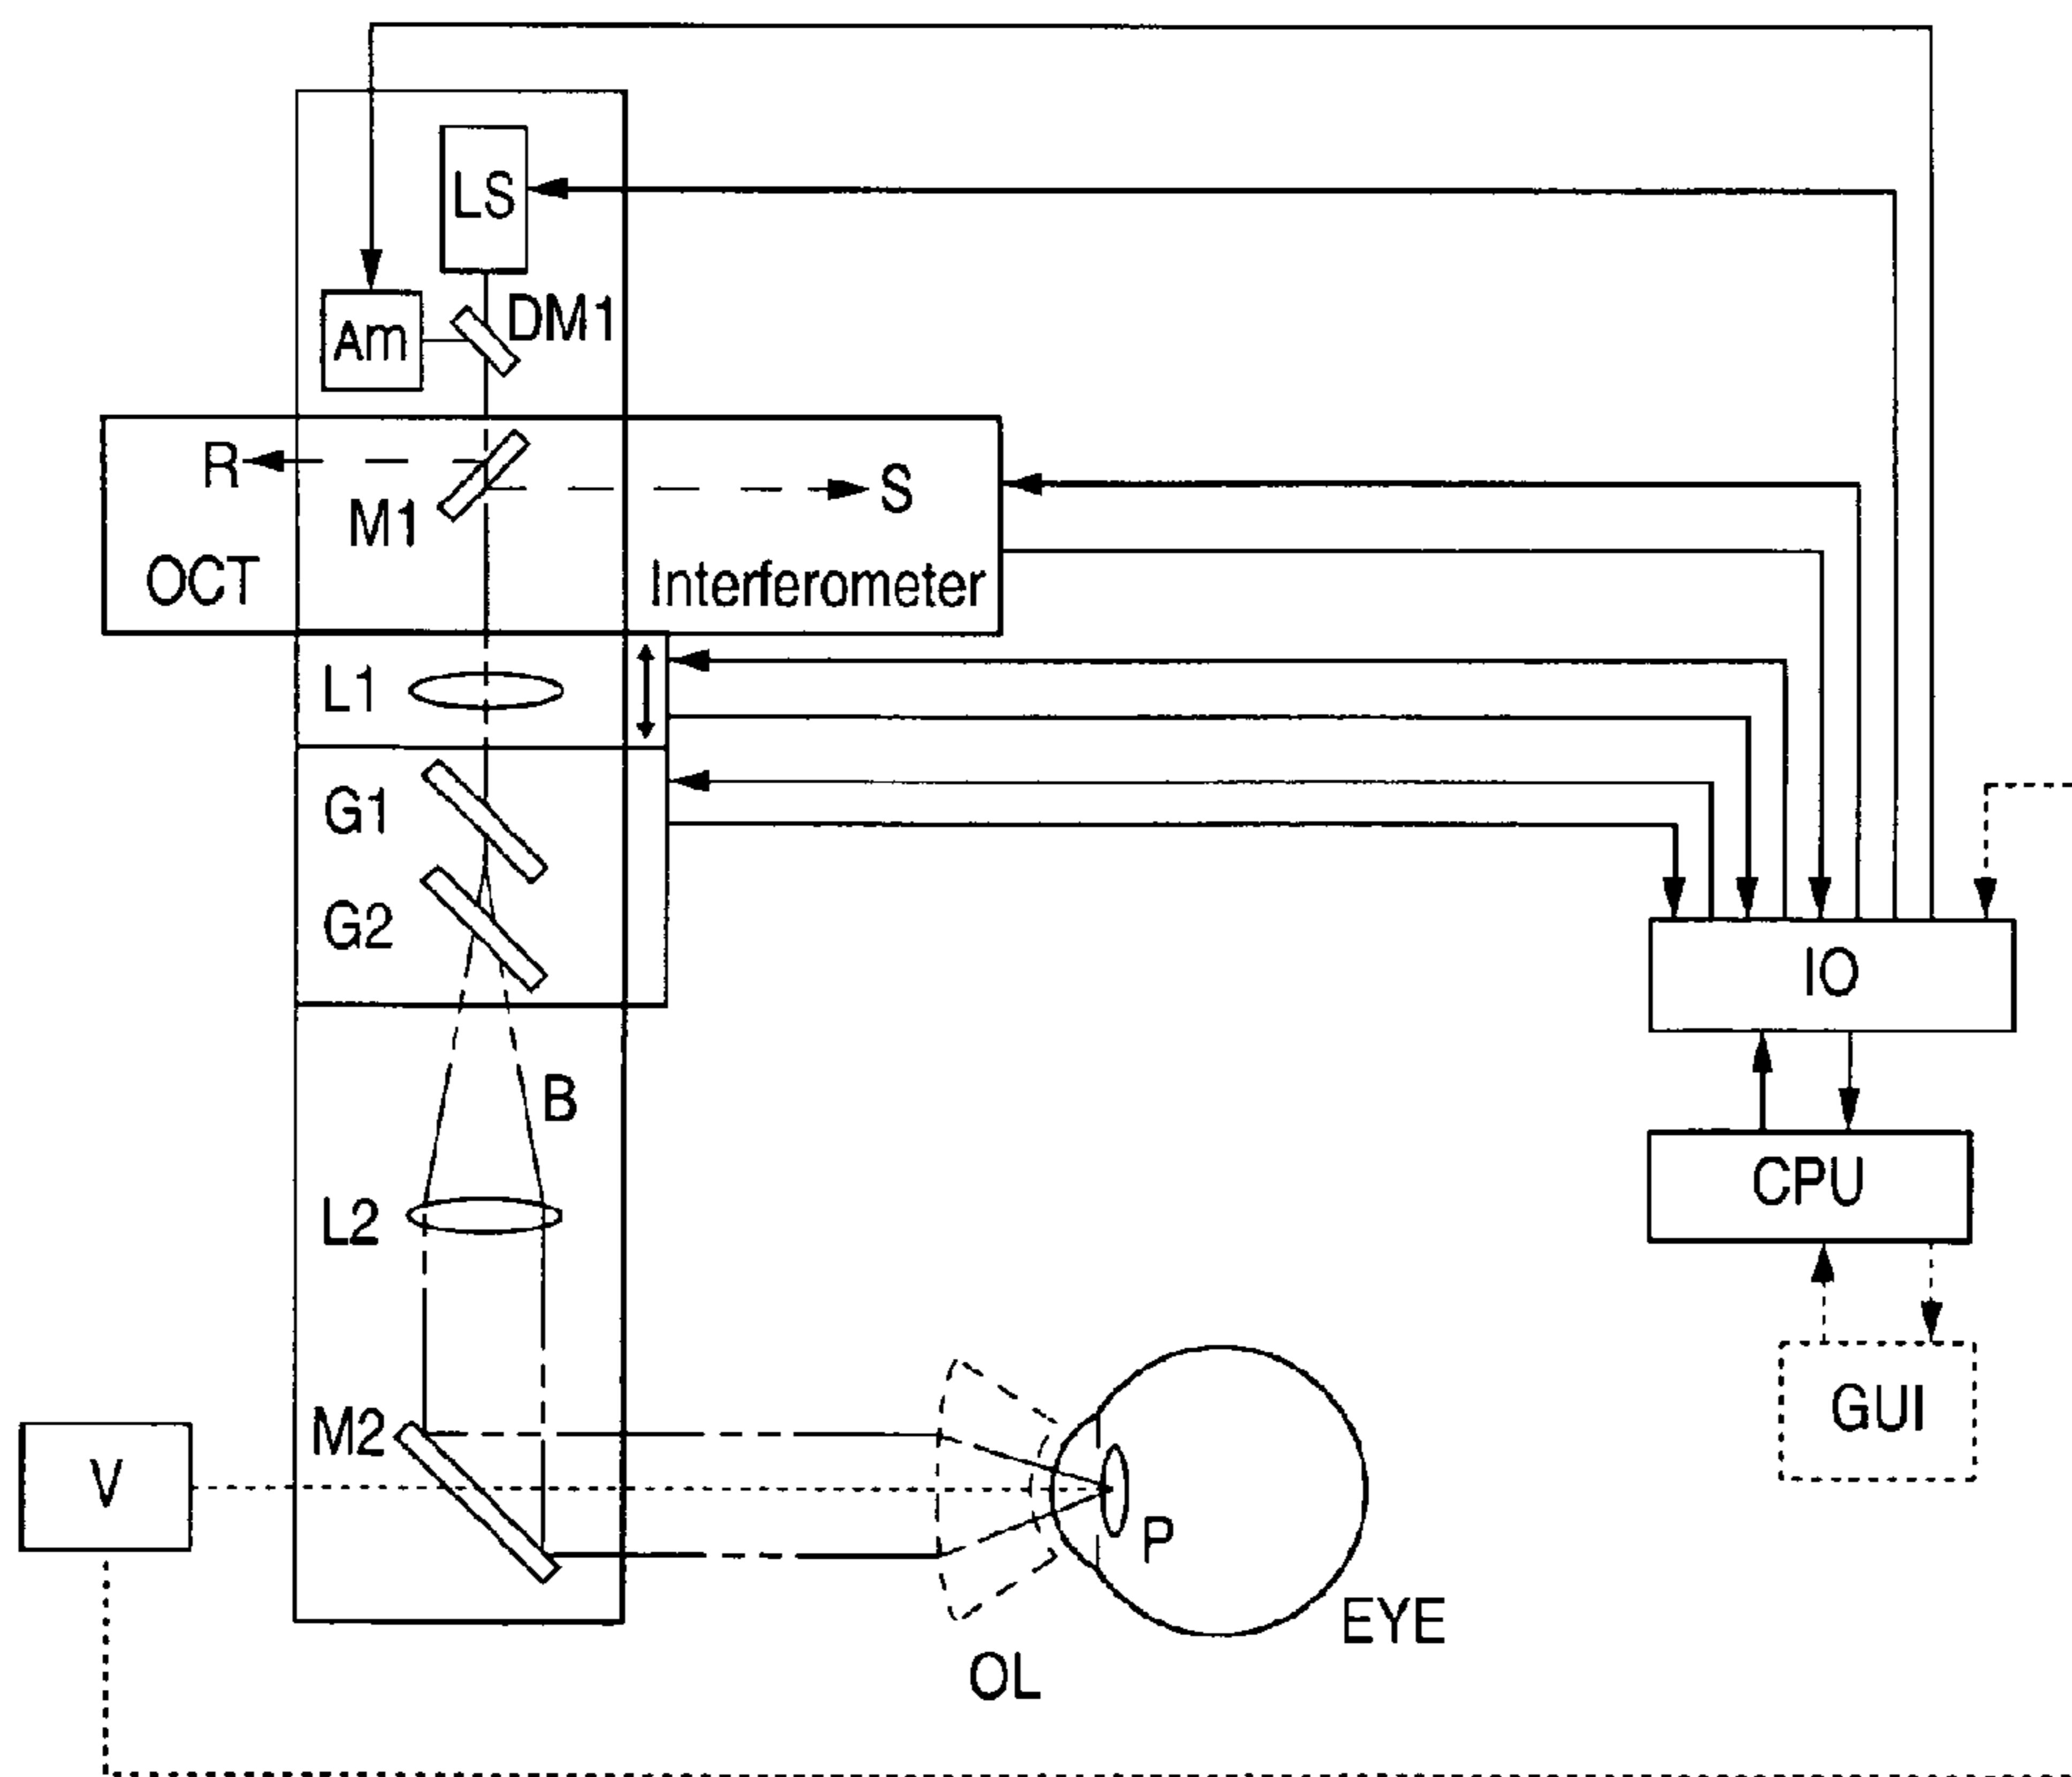 LS
DM1
Am
R
S
M1
OCT
Interferometer
L1
G1
G2
IO
B
CPU
L2
GUI
M2
V
P
EYE
OL